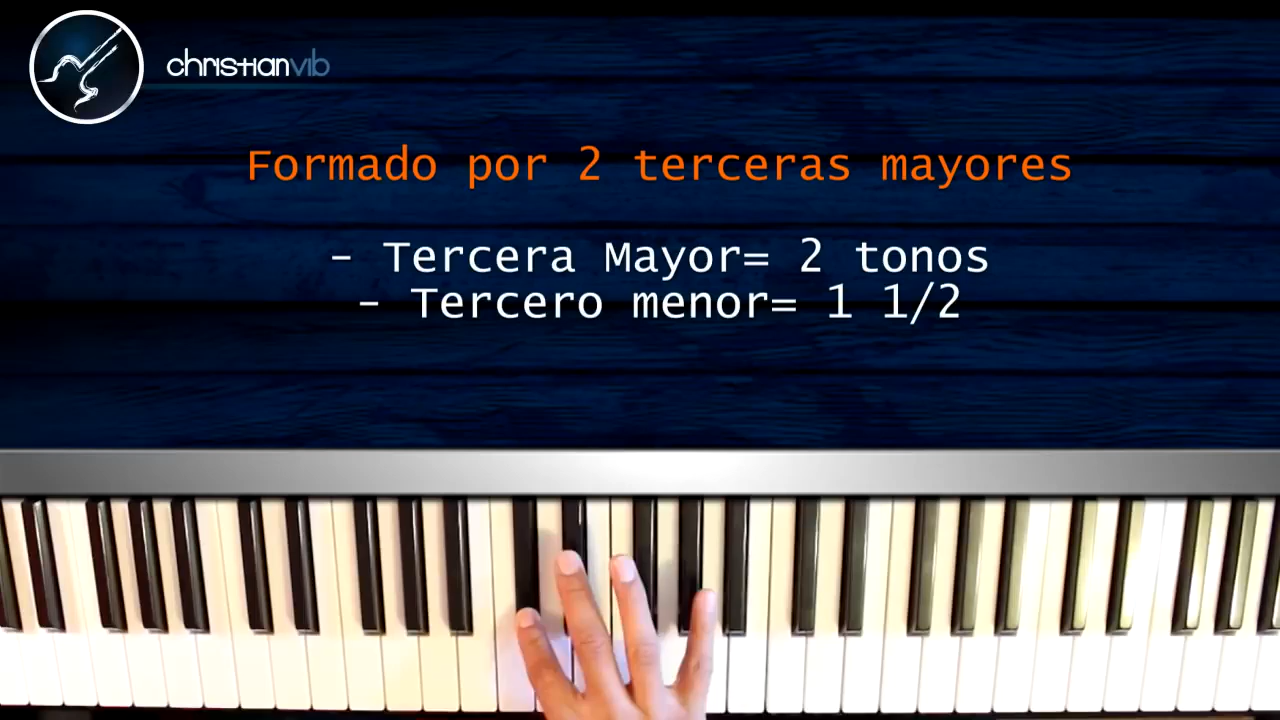 christianvib
Formado por 2 terceras mayores
- Tercera Mayor= 2 tonos
- Tercero menor= 1 1/2